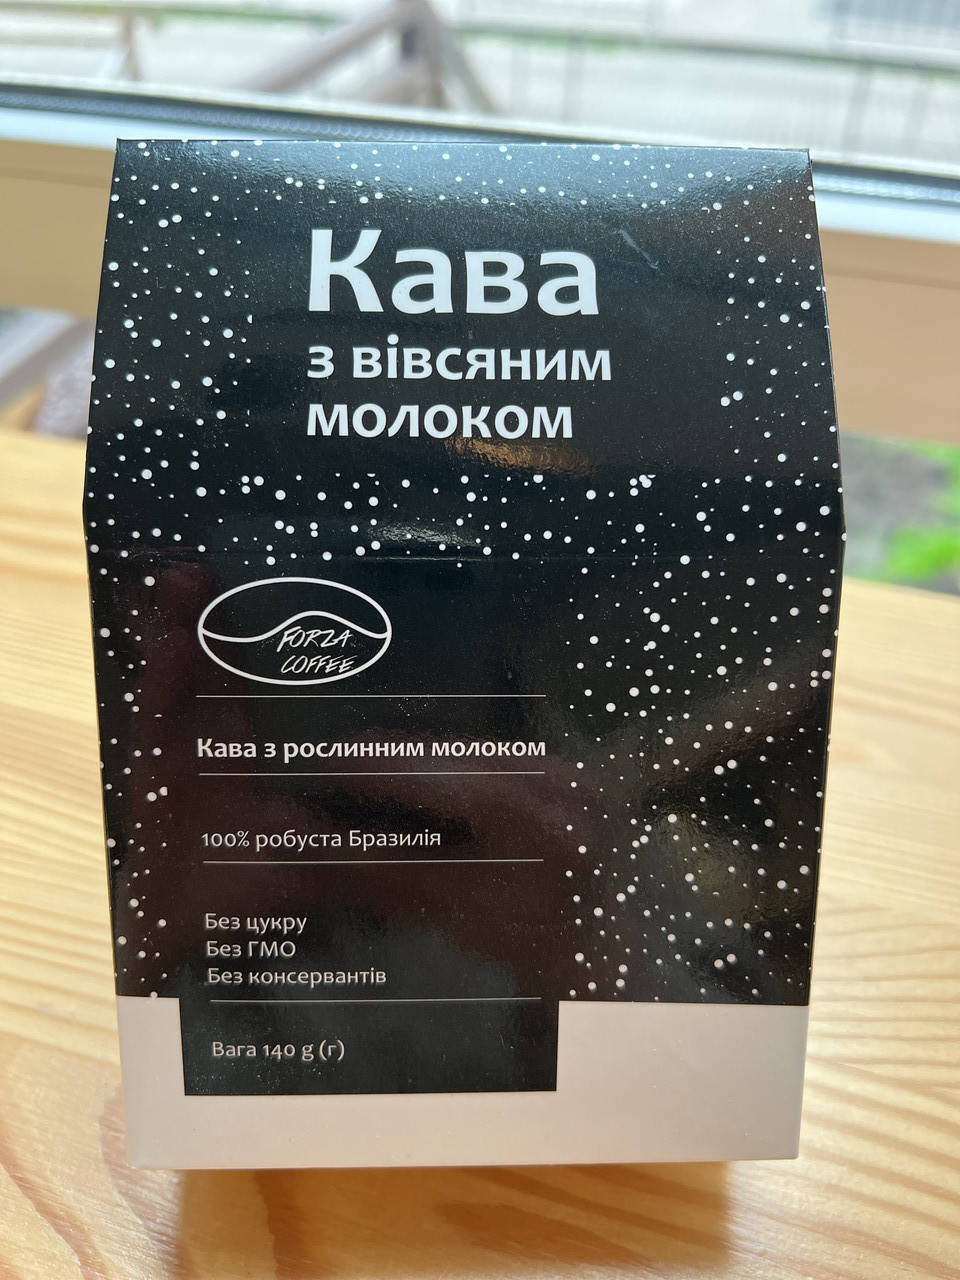 Кава
з вівсяним
молоком
FORZA
COFFEE
Кава з рослинним молоком
100% робуста Бразилія
Без цукру
Без ГМО
Без консервантів
Вага 140 g (г)